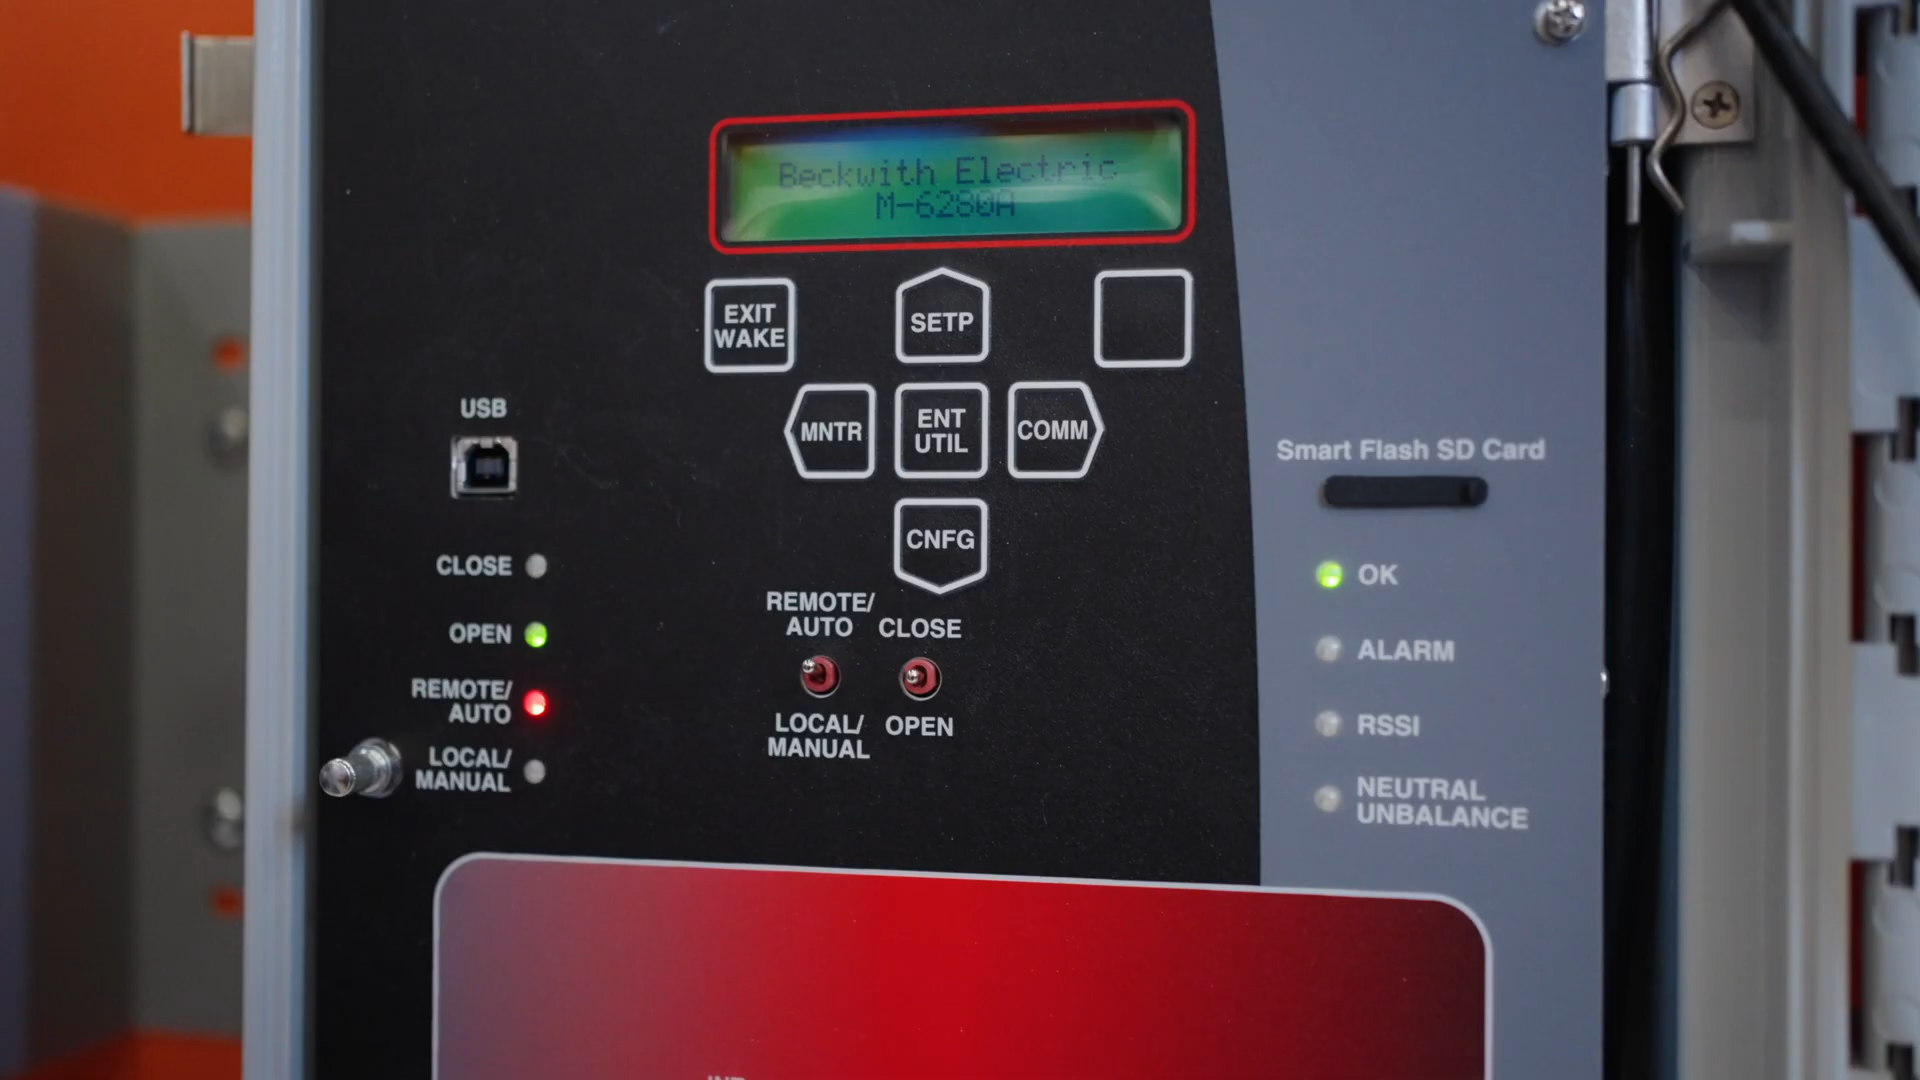 Beckwith Electric
M-6280A
EXIT
WAKE
SETP
MNTR
ENT
UTIL
COMM
CNFG
USB
CLOSE
OPEN
REMOTE/
AUTO
LOCAL/
MANUAL
REMOTE/
AUTO
CLOSE
LOCAL/
MANUAL
OPEN
Smart Flash SD Card
OK
ALARM
RSSI
NEUTRAL
UNBALANCE